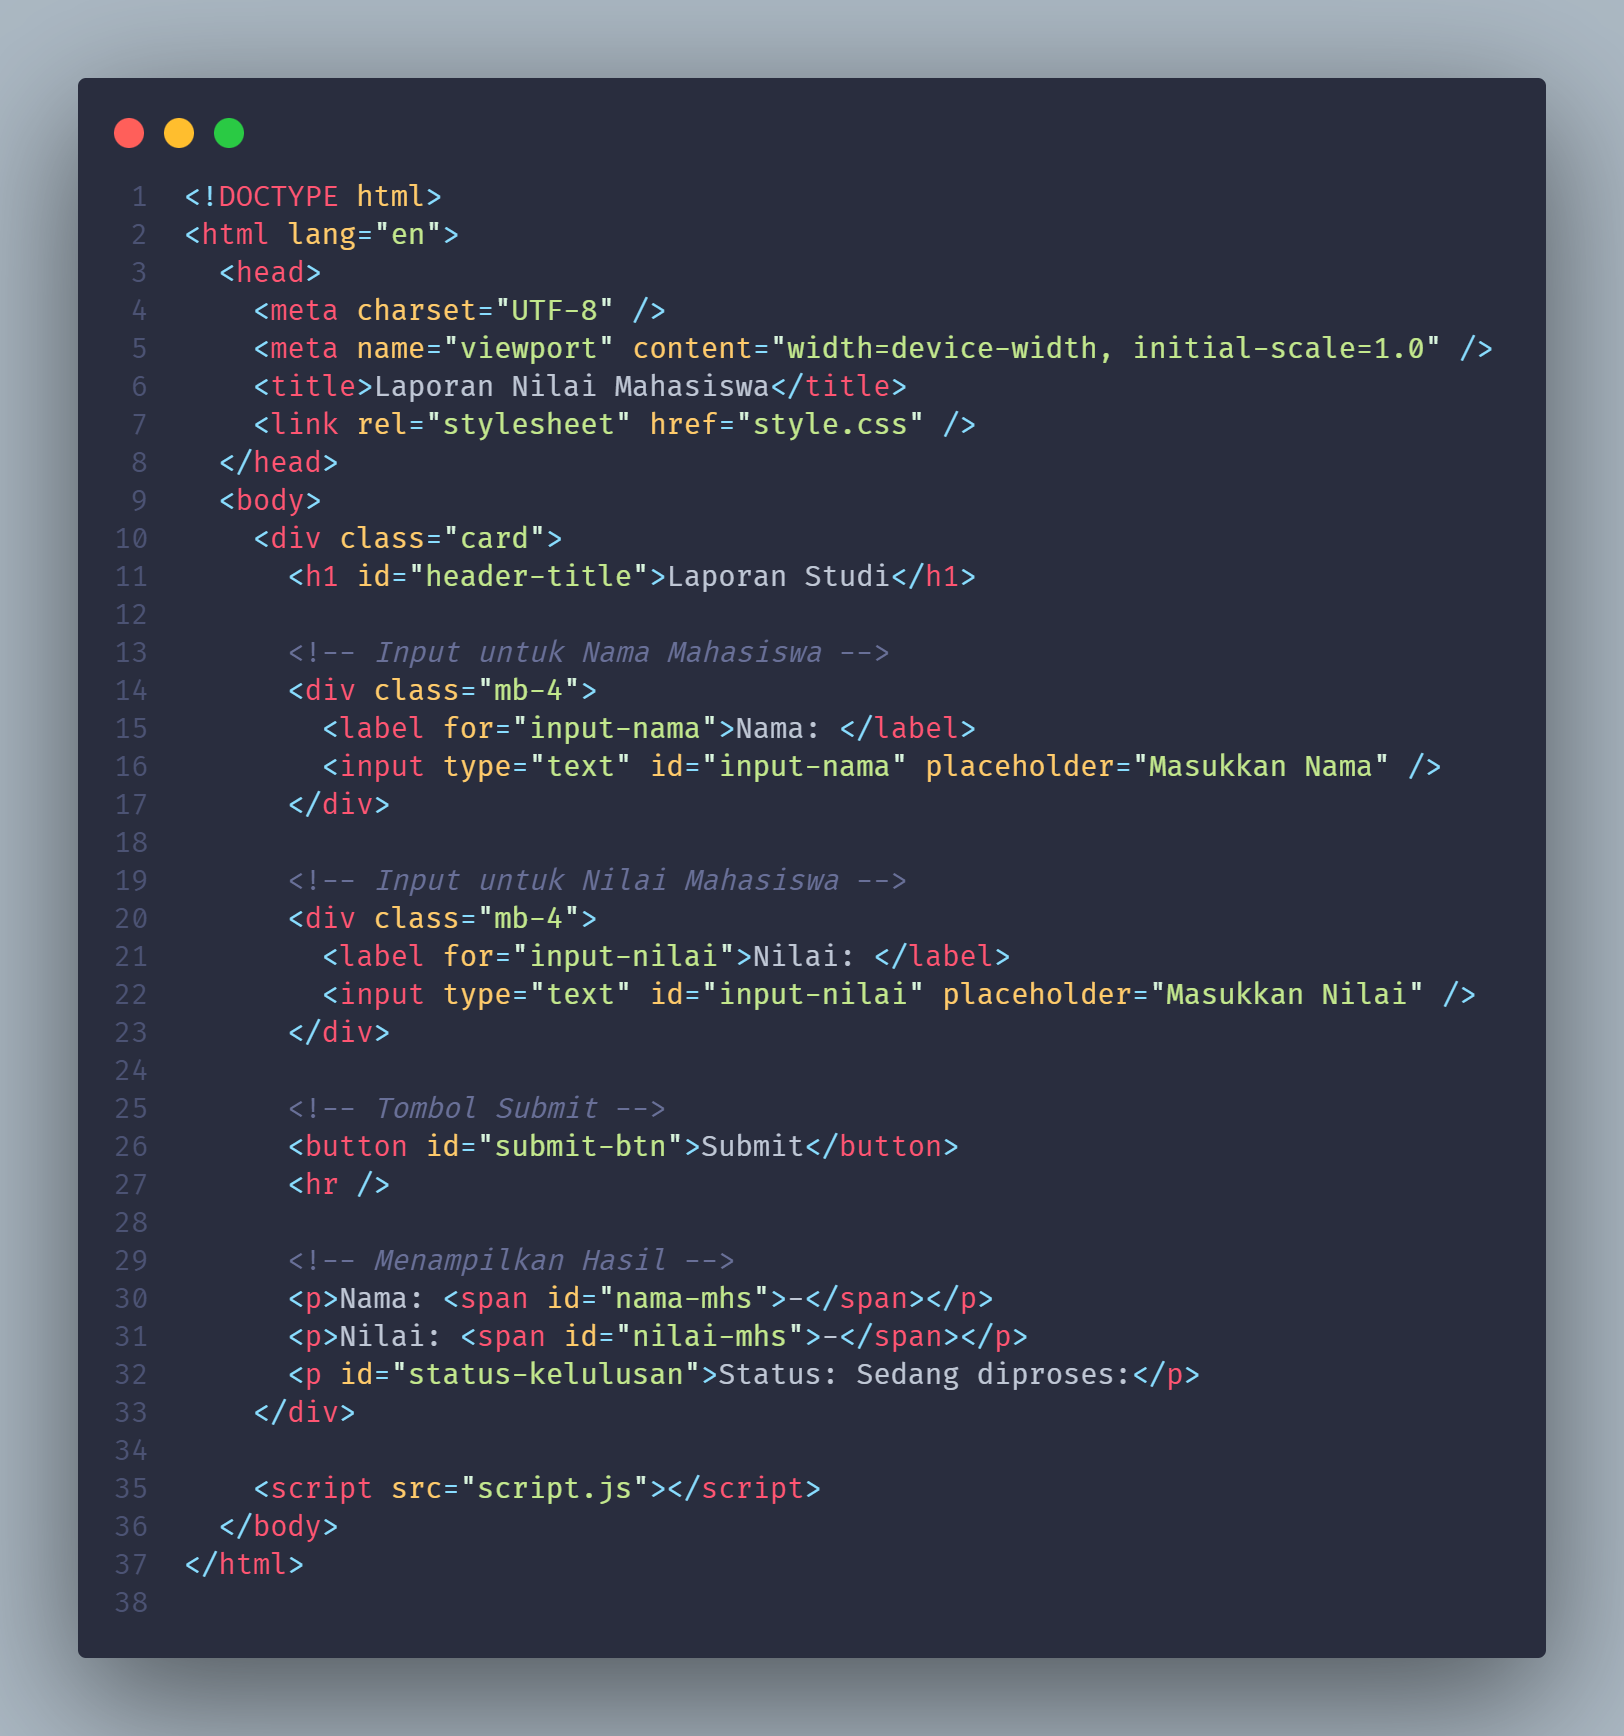 1 <!DOCTYPE html>
2 <html lang="en">
3   <head>
4     <meta charset="UTF-8" />
5     <meta name="viewport" content="width=device-width, initial-scale=1.0" />
6     <title>Laporan Nilai Mahasiswa</title>
7     <link rel="stylesheet" href="style.css" />
8   </head>
9   <body>
10     <div class="card">
11       <h1 id="header-title">Laporan Studi</h1>
12
13       <!-- Input untuk Nama Mahasiswa -->
14       <div class="mb-4">
15         <label for="input-nama">Nama: </label>
16         <input type="text" id="input-nama" placeholder="Masukkan Nama" />
17       </div>
18
19       <!-- Input untuk Nilai Mahasiswa -->
20       <div class="mb-4">
21         <label for="input-nilai">Nilai: </label>
22         <input type="text" id="input-nilai" placeholder="Masukkan Nilai" />
23       </div>
24
25       <!-- Tombol Submit -->
26       <button id="submit-btn">Submit</button>
27       <hr />
28
29       <!-- Menampilkan Hasil -->
30       <p>Nama: <span id="nama-mhs">-</span></p>
31       <p>Nilai: <span id="nilai-mhs">-</span></p>
32       <p id="status-kelulusan">Status: Sedang diproses:</p>
33     </div>
34
35     <script src="script.js"></script>
36   </body>
37 </html>
38